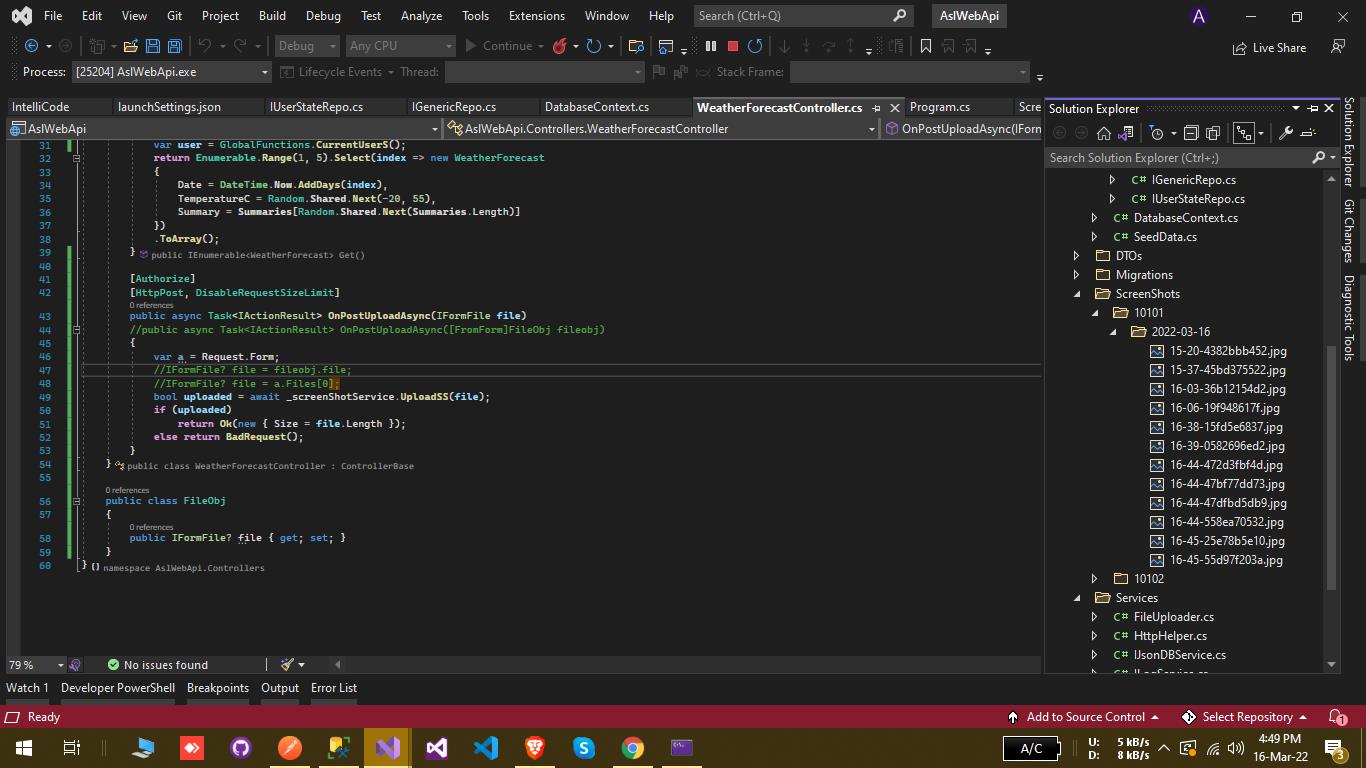 File Edit View Git Project Build Debug Test Analyze Tools Extensions Window Help Search (Ctrl+Q) AslWebApi A
Debug Any CPU Continue Live Share
Process: [25204] AslWebApi.exe Lifecycle Events Thread: Stack Frame:
IntelliCode launchSettings.json IUserStateRepo.cs IGenericRepo.cs DatabaseContext.cs WeatherForecastController.cs Program.cs Scre
AslWebApi AslWebApi.Controllers.WeatherForecastController OnPostUploadAsync(IForm
31 var user = GlobalFunctions.CurrentUserS();
32 return Enumerable.Range(1, 5).Select(index => new WeatherForecast
33 {
34 Date = DateTime.Now.AddDays(index),
35 TemperatureC = Random.Shared.Next(-20, 55),
36 Summary = Summaries[Random.Shared.Next(Summaries.Length)]
37 })
38 .ToArray();
39 } public IEnumerable<WeatherForecast> Get()
40
41 [Authorize]
42 [HttpPost, DisableRequestSizeLimit]
0 references
43 public async Task<IActionResult> OnPostUploadAsync(IFormFile file)
44 //public async Task<IActionResult> OnPostUploadAsync([FromForm]FileObj fileobj)
45 {
46 var a = Request.Form;
47 //IFormFile? file = fileobj.file;
48 //IFormFile? file = a.Files[0];
49 bool uploaded = await _screenShotService.UploadSS(file);
50 if (uploaded)
51 return Ok(new { Size = file.Length });
52 else return BadRequest();
53 }
54 } public class WeatherForecastController : ControllerBase
55
0 references
56 public class FileObj
57 {
0 references
58 public IFormFile? file { get; set; }
59 }
60 } {} namespace AslWebApi.Controllers
79 % No issues found
Watch 1 Developer PowerShell Breakpoints Output Error List
Solution Explorer
Search Solution Explorer (Ctrl+;)
C# IGenericRepo.cs
C# IUserStateRepo.cs
C# DatabaseContext.cs
C# SeedData.cs
DTOs
Migrations
ScreenShots
10101
2022-03-16
15-20-4382bbb452.jpg
15-37-45bd375522.jpg
16-03-36b12154d2.jpg
16-06-19f948617f.jpg
16-38-15fd5e6837.jpg
16-39-0582696ed2.jpg
16-44-472d3fbf4d.jpg
16-44-47bf77dd73.jpg
16-44-47dfbd5db9.jpg
16-44-558ea70532.jpg
16-45-25e78b5e10.jpg
16-45-55d97f203a.jpg
10102
Services
C# FileUploader.cs
C# HttpHelper.cs
C# IJsonDBService.cs
C# ILogService.cs
Solution Explorer
Git Changes
Diagnostic Tools
Ready Add to Source Control Select Repository 1
A/C U: 5 kB/s 4:49 PM
D: 8 kB/s 16-Mar-22 3